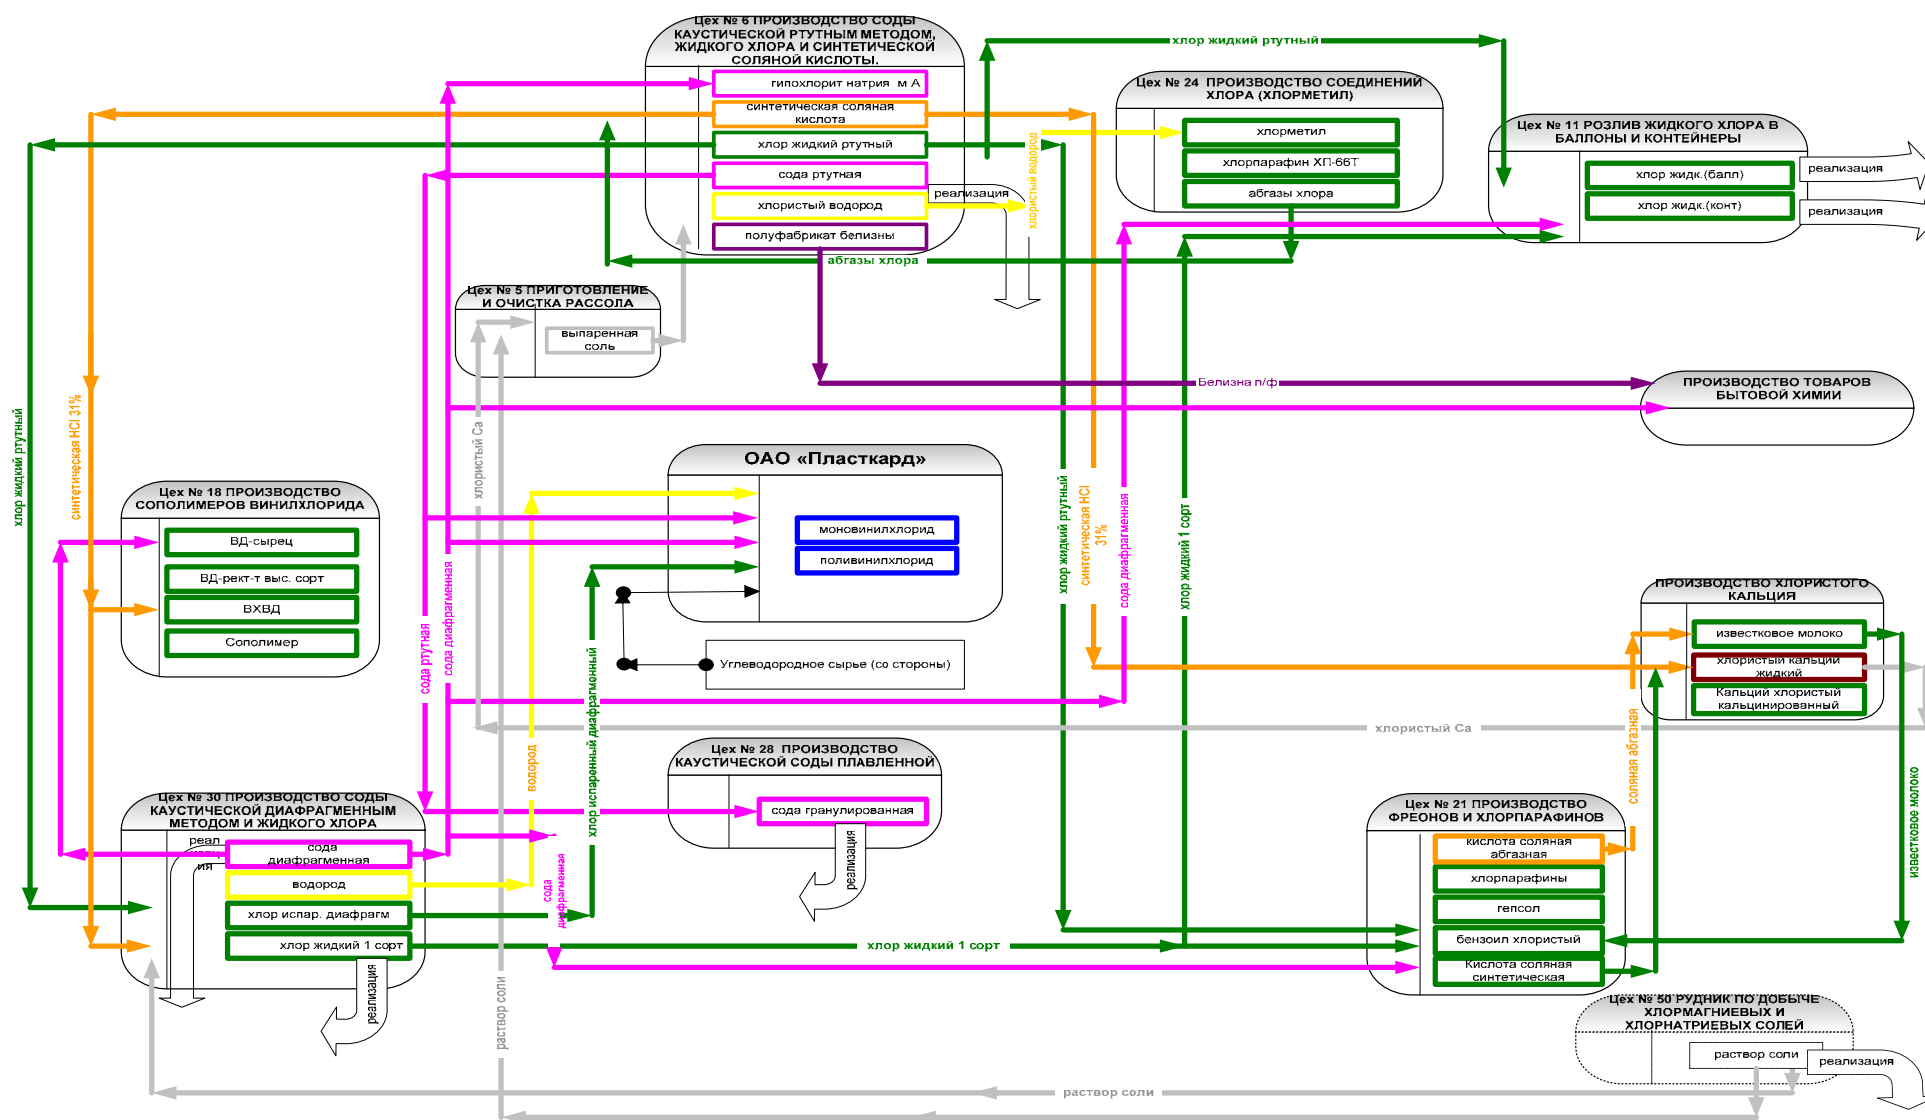 Цех № 6 ПРОИЗВОДСТВО СОДЫ
КАУСТИЧЕСКОЙ РТУТНЫМ МЕТОДОМ,
ЖИДКОГО ХЛОРА И СИНТЕТИЧЕСКОЙ
СОЛЯНОЙ КИСЛОТЫ.
гипохлорит натрия м А
синтетическая соляная
кислота
хлор жидкий ртутный
сода ртутная
хлористый водород
полуфабрикат белизны
реализация
хлористый водород
хлор жидкий ртутный
Цех № 24 ПРОИЗВОДСТВО СОЕДИНЕНИЙ
ХЛОРА (ХЛОРМЕТИЛ)
хлорметил
хлорпарафин ХП-66Т
абгазы хлора
абгазы хлора
Цех № 11 РОЗЛИВ ЖИДКОГО ХЛОРА В
БАЛЛОНЫ И КОНТЕЙНЕРЫ
хлор жидк.(балл)
хлор жидк.(конт)
реализация
реализация
Цех № 5 ПРИГОТОВЛЕНИЕ
И ОЧИСТКА РАССОЛА
выпаренная
соль
Белизна п/ф
ПРОИЗВОДСТВО ТОВАРОВ
БЫТОВОЙ ХИМИИ
хлор жидкий ртутный
синтетическая HCl 31%
хлористый Ca
ОАО «Пласткард»
моновинилхлорид
поливинилхлорид
Углеводородное сырье (со стороны)
Цех № 18 ПРОИЗВОДСТВО
СОПОЛИМЕРОВ ВИНИЛХЛОРИДА
ВД-сырец
ВД-рект-т выс. сорт
ВХВД
Сополимер
сода ртутная
сода диафрагменная
водород
хлор испаренный диафрагменный
хлор жидкий ртутный
синтетическая HCl
31%
сода диафрагменная
хлор жидкий 1 сорт
ПРОИЗВОДСТВО ХЛОРИСТОГО
КАЛЬЦИЯ
известковое молоко
хлористый кальций
жидкий
Кальций хлористый
кальцинированный
хлористый Ca
соляная абгазная
известковое молоко
Цех № 28 ПРОИЗВОДСТВО
КАУСТИЧЕСКОЙ СОДЫ ПЛАВЛЕННОЙ
сода гранулированная
реализация
Цех № 30 ПРОИЗВОДСТВО СОДЫ
КАУСТИЧЕСКОЙ ДИАФРАГМЕННЫМ
МЕТОДОМ И ЖИДКОГО ХЛОРА
реал
ия
сода
диафрагменная
водород
хлор испар. диафрагм
хлор жидкий 1 сорт
реализация
сода
диафрагменная
хлор жидкий 1 сорт
раствор соли
Цех № 21 ПРОИЗВОДСТВО
ФРЕОНОВ И ХЛОРПАРАФИНОВ
кислота соляная
абгазная
хлорпарафины
гепсол
бензоил хлористый
Кислота соляная
синтетическая
Цех № 50 РУДНИК ПО ДОБЫЧЕ
ХЛОРМАГНИЕВЫХ И
ХЛОРНАТРИЕВЫХ СОЛЕЙ
раствор соли
реализация
раствор соли